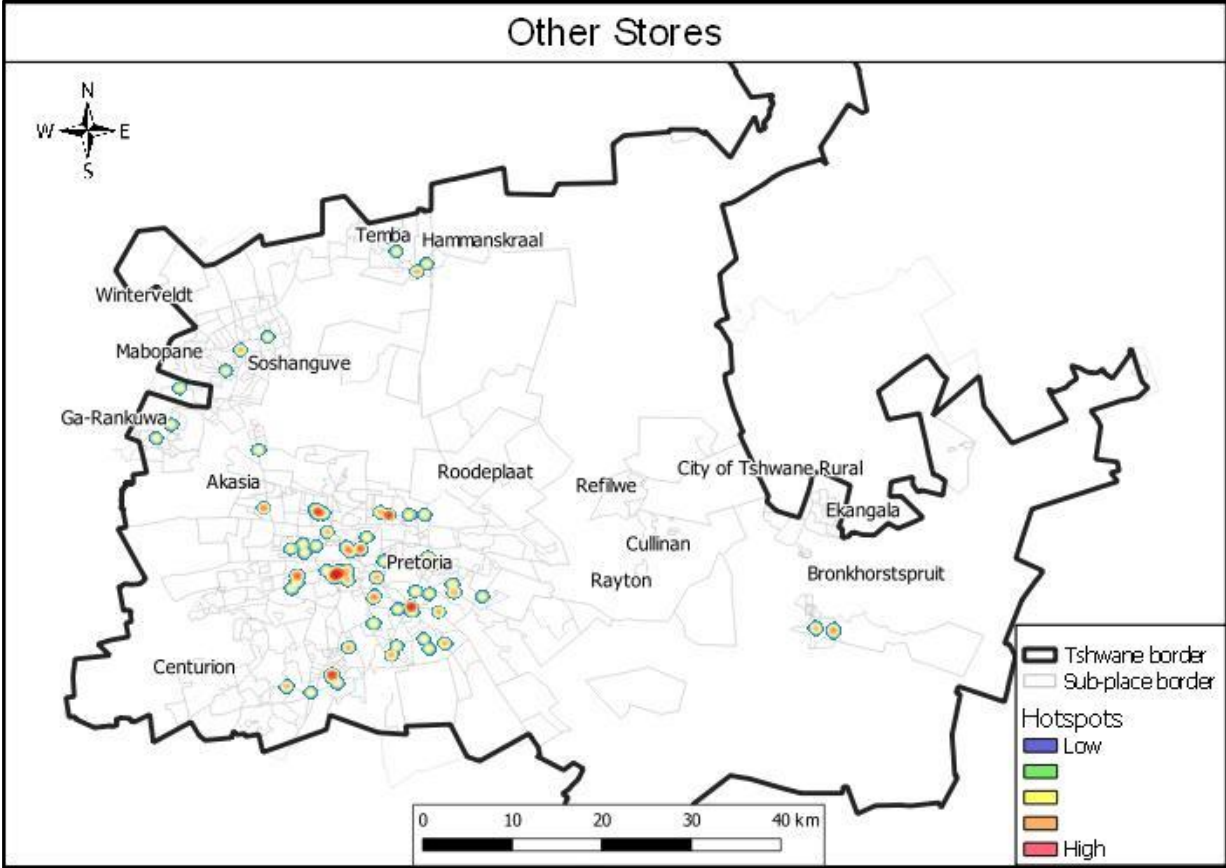 Other Stores
N
W E
S
Temba
Hammanskraal
Winterveldt
Mabopane
Soshanguve
Ga-Rankuwa
Akasia
Roodeplaat
City of Tshwane Rural
Refilwe
Ekangala
Cullinan
Pretoria
Rayton
Bronkhorstspruit
Centurion
Tshwane border
Sub-place border
Hotspots
Low
High
0 10 20 30 40 km